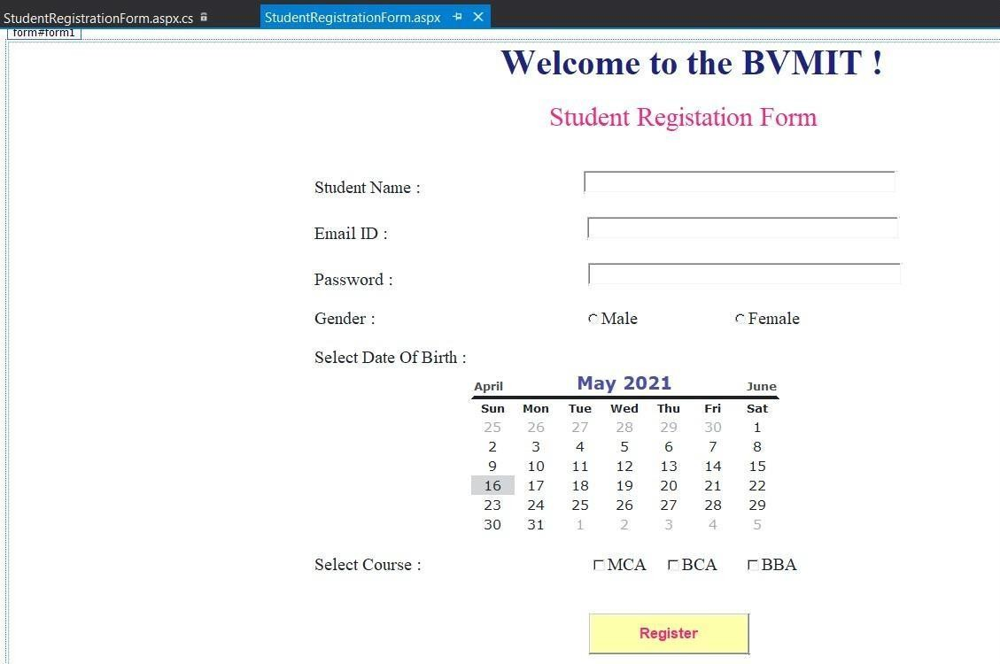 StudentRegistrationForm.aspx.cs StudentRegistrationForm.aspx
form#form1
Welcome to the BVMIT !
Student Registation Form
Student Name :
Email ID :
Password :
Gender : Male Female
Select Date Of Birth :
April May 2021 June
Sun Mon Tue Wed Thu Fri Sat
25 26 27 28 29 30 1
2 3 4 5 6 7 8
9 10 11 12 13 14 15
16 17 18 19 20 21 22
23 24 25 26 27 28 29
30 31 1 2 3 4 5
Select Course : MCA BCA BBA
Register